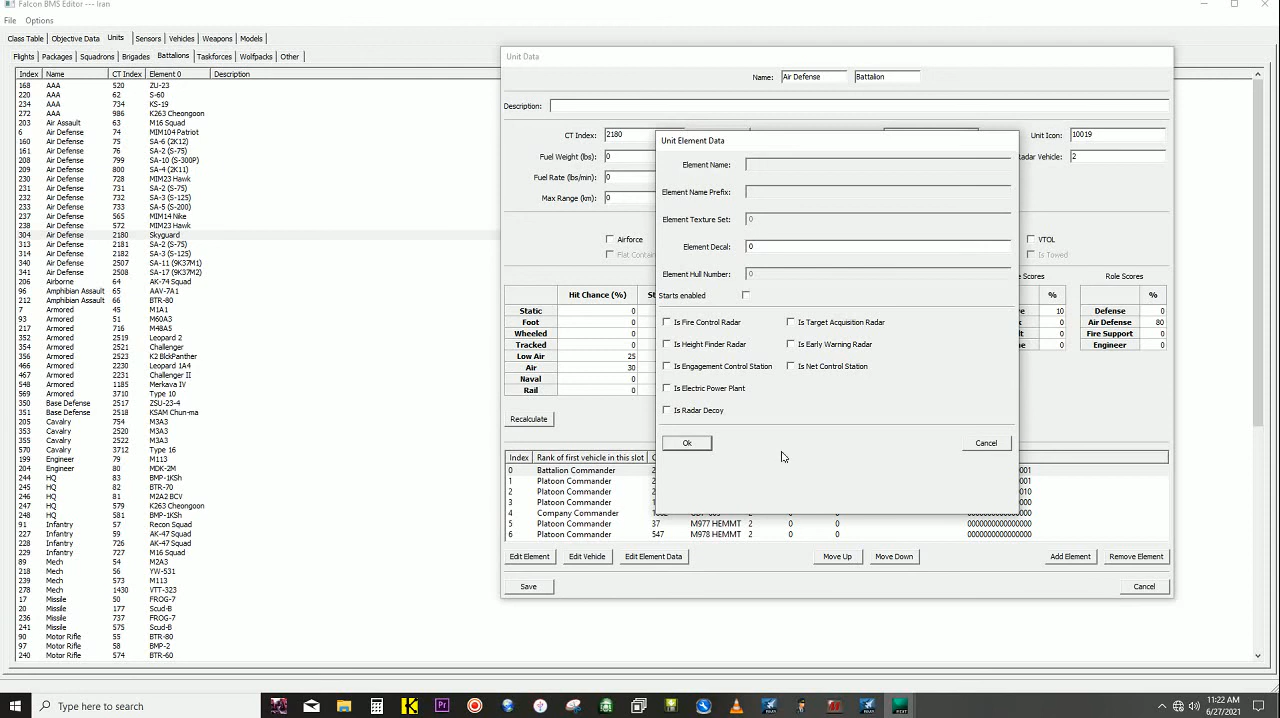 Falcon BMS Editor --- Iran
File Options
Class Table Objective Data Units Sensors Vehicles Weapons Models
Flights Packages Squadrons Brigades Battalions Taskforces Wolfpacks Other
Index Name CT Index Element 0 Description
168 AAA 520 ZU-23
220 AAA 62 S-60
234 AAA 734 KS-19
272 AAA 986 K263 Cheongoon
203 Air Assault 63 M16 Squad
6 Air Defense 74 MIM104 Patriot
160 Air Defense 75 SA-6 (2K12)
161 Air Defense 76 SA-2 (S-75)
208 Air Defense 799 SA-10 (S-300P)
209 Air Defense 800 SA-4 (2K11)
230 Air Defense 728 MIM23 Hawk
231 Air Defense 731 SA-2 (S-75)
232 Air Defense 732 SA-3 (S-125)
233 Air Defense 733 SA-5 (S-200)
237 Air Defense 565 MIM14 Nike
238 Air Defense 572 MIM23 Hawk
304 Air Defense 2180 Skyguard
313 Air Defense 2181 SA-2 (S-75)
314 Air Defense 2182 SA-3 (S-125)
340 Air Defense 2507 SA-11 (9K37M1)
341 Air Defense 2508 SA-17 (9K37M2)
206 Airborne 64 AK-74 Squad
96 Amphibian Assault 65 AAV-7A1
212 Amphibian Assault 66 BTR-80
7 Armored 45 M1A1
93 Armored 51 M60A3
221 Armored 716 M48A5
352 Armored 2519 Leopard 2
354 Armored 2521 Challenger
356 Armored 2523 K2 BlckPanther
466 Armored 2230 Leopard 1A4
467 Armored 2231 Challenger II
548 Armored 1185 Merkava IV
569 Armored 3710 Type 10
350 Base Defense 2517 ZSU-23-4
351 Base Defense 2518 KSAM Chun-ma
205 Cavalry 754 M3A3
353 Cavalry 2520 M3A3
355 Cavalry 2522 M3A3
570 Cavalry 3712 Type 16
199 Engineer 79 M113
204 Engineer 80 MDK-2M
244 HQ 83 BMP-1KSh
245 HQ 82 BTR-70
246 HQ 81 M2A2 BCV
247 HQ 579 K263 Cheongoon
248 HQ 581 BMP-1KSh
91 Infantry 57 Recon Squad
227 Infantry 59 AK-47 Squad
228 Infantry 726 AK-47 Squad
229 Infantry 727 M16 Squad
89 Mech 54 M2A3
218 Mech 56 YW-531
239 Mech 573 M113
278 Mech 1430 VTT-323
17 Missile 50 FROG-7
20 Missile 177 Scud-B
236 Missile 737 FROG-7
241 Missile 575 Scud-B
90 Motor Rifle 55 BTR-80
97 Motor Rifle 58 BMP-2
240 Motor Rifle 574 BTR-60
Unit Data
Name: Air Defense Battalion
Description:
CT Index: 2180 Unit Icon: 10019
Fuel Weight (lbs): 0 Radar Vehicle: 2
Fuel Rate (lbs/min): 0
Max Range (km): 0
Airforce VTOL
Flat Contain Is Towed
Scores Role Scores
Hit Chance (%) % %
Static 0 10 Defense 0
Foot 0 0 Air Defense 80
Wheeled 0 0 Fire Support 0
Tracked 0 0 Engineer 0
Low Air 25
Air 30
Naval 0
Rail 0
Recalculate
Unit Element Data
Element Name:
Element Name Prefix:
Element Texture Set: 0
Element Decal: 0
Element Hull Number: 0
Starts enabled
Is Fire Control Radar Is Target Acquisition Radar
Is Height Finder Radar Is Early Warning Radar
Is Engagement Control Station Is Net Control Station
Is Electric Power Plant
Is Radar Decoy
Ok Cancel
Index Rank of first vehicle in this slot
0 Battalion Commander
1 Platoon Commander
2 Platoon Commander
3 Platoon Commander
4 Company Commander
5 Platoon Commander 37 M977 HEMMT 2 0 0 0000000000000000
6 Platoon Commander 547 M978 HEMMT 2 0 0 0000000000000000
Edit Element Edit Vehicle Edit Element Data Move Up Move Down Add Element Remove Element
Save Cancel
Type here to search
11:22 AM
6/27/2021